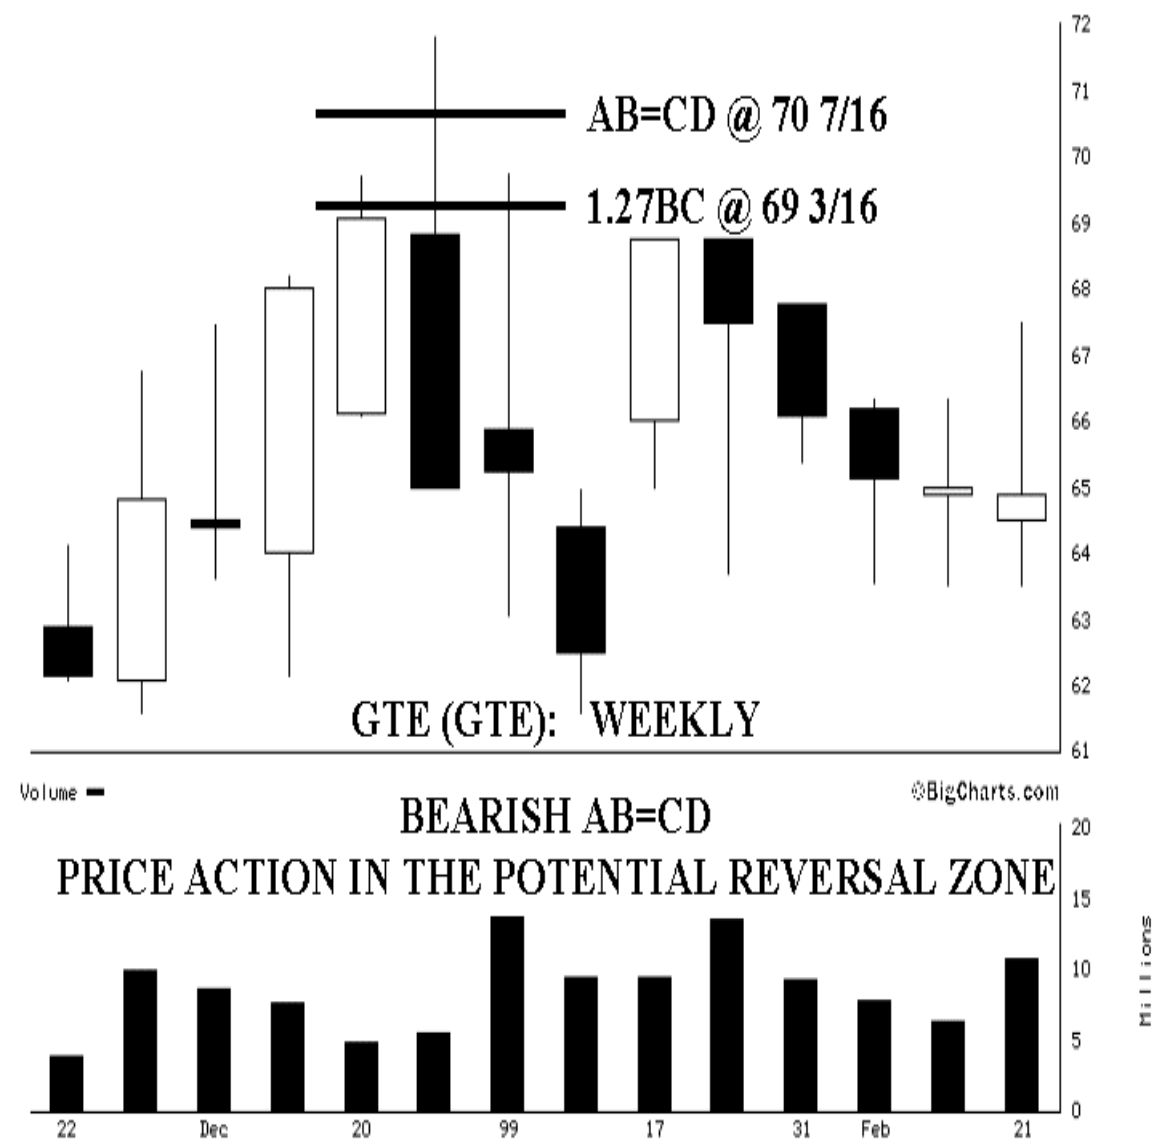 72
71
AB=CD @ 70 7/16
70
1.27BC @ 69 3/16
69
68
67
66
65
64
63
62
GTE (GTE): WEEKLY
61
Volume
©BigCharts.com
BEARISH AB=CD
20
PRICE ACTION IN THE POTENTIAL REVERSAL ZONE
15
10
Millions
5
0
22 Dec 20 99 17 31 Feb 21